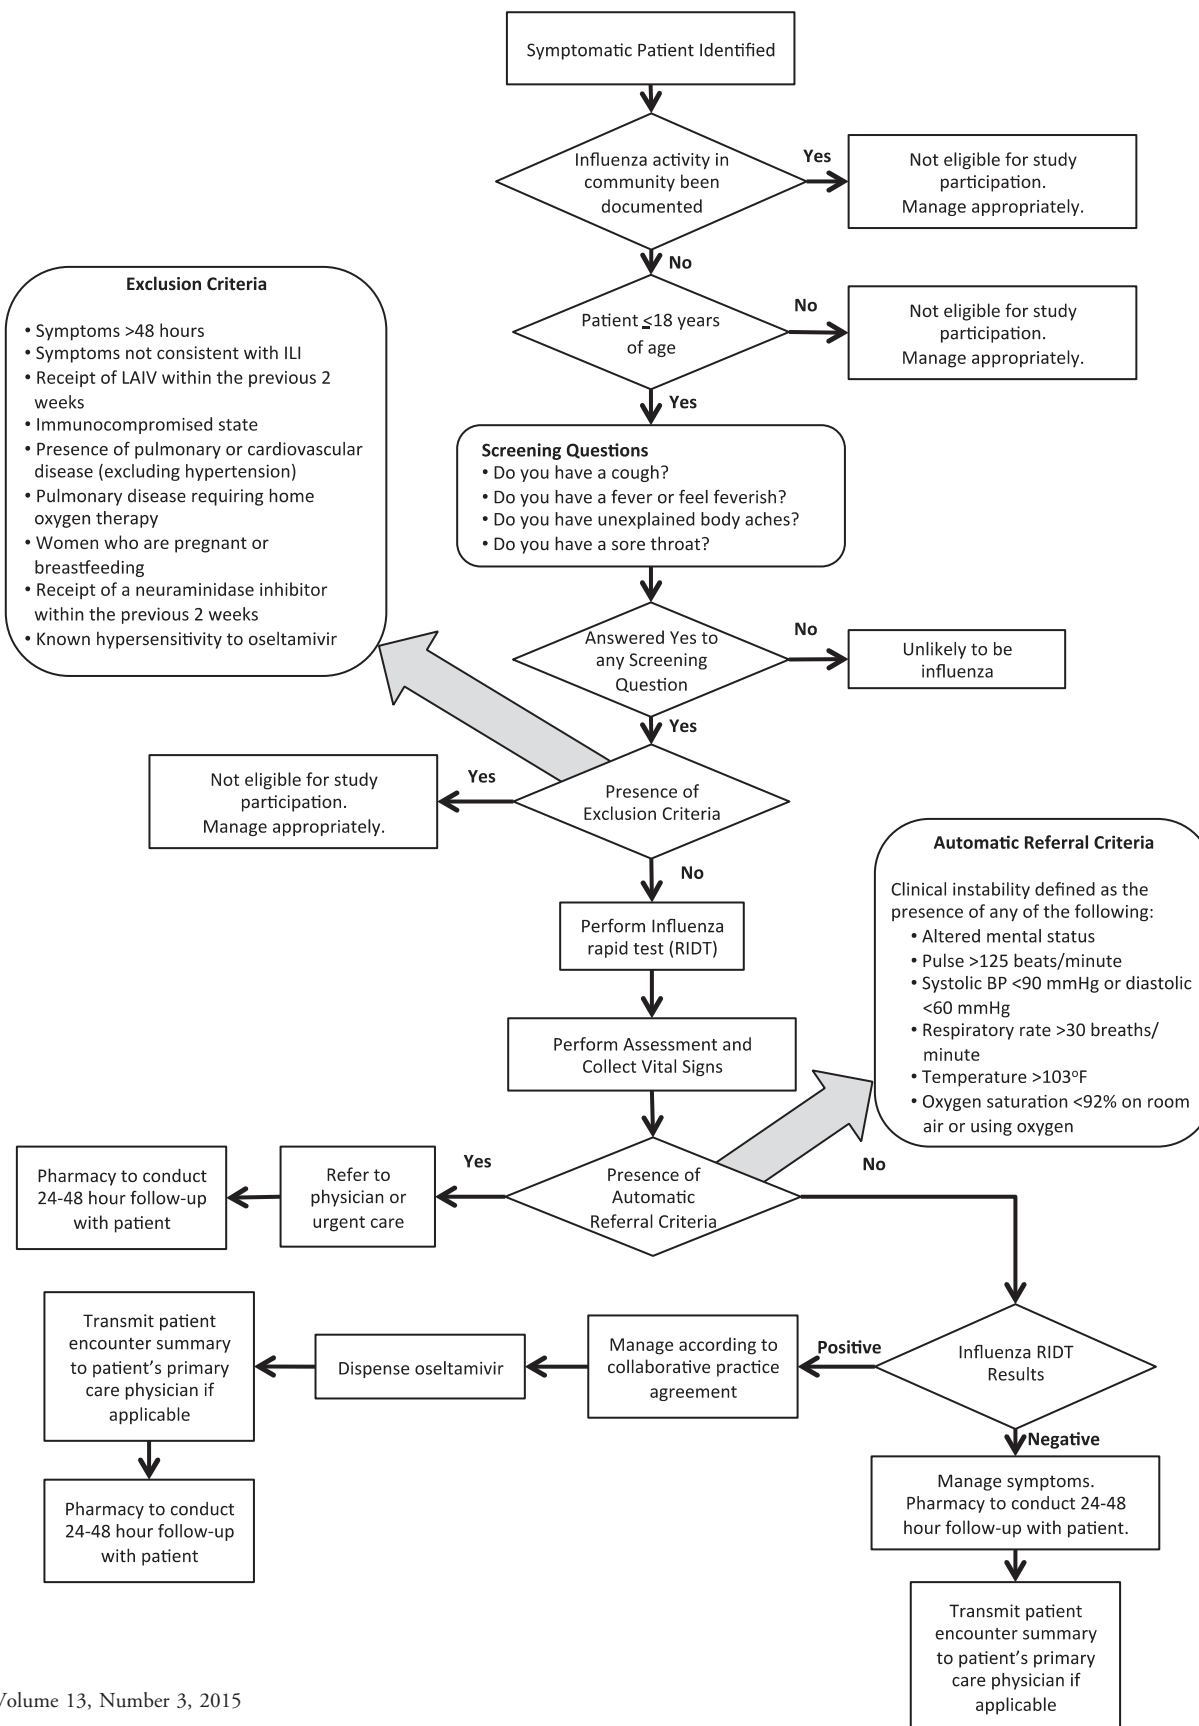 Symptomatic Patient Identified
Influenza activity in
community been
documented
Yes
Not eligible for study
participation.
Manage appropriately.
No
Patient ≤18 years
of age
No
Not eligible for study
participation.
Manage appropriately.
Yes
Exclusion Criteria
• Symptoms >48 hours
• Symptoms not consistent with ILI
• Receipt of LAIV within the previous 2
weeks
• Immunocompromised state
• Presence of pulmonary or cardiovascular
disease (excluding hypertension)
• Pulmonary disease requiring home
oxygen therapy
• Women who are pregnant or
breastfeeding
• Receipt of a neuraminidase inhibitor
within the previous 2 weeks
• Known hypersensitivity to oseltamivir
Screening Questions
• Do you have a cough?
• Do you have a fever or feel feverish?
• Do you have unexplained body aches?
• Do you have a sore throat?
Answered Yes to
any Screening
Question
No
Unlikely to be
influenza
Yes
Presence of
Exclusion Criteria
Yes
Not eligible for study
participation.
Manage appropriately.
No
Perform Influenza
rapid test (RIDT)
Perform Assessment and
Collect Vital Signs
Automatic Referral Criteria
Clinical instability defined as the
presence of any of the following:
• Altered mental status
• Pulse >125 beats/minute
• Systolic BP <90 mmHg or diastolic
<60 mmHg
• Respiratory rate >30 breaths/
minute
• Temperature >103°F
• Oxygen saturation <92% on room
air or using oxygen
Presence of
Automatic
Referral Criteria
Yes
Refer to
physician or
urgent care
Pharmacy to conduct
24-48 hour follow-up
with patient
No
Influenza RIDT
Results
Positive
Manage according to
collaborative practice
agreement
Dispense oseltamivir
Transmit patient
encounter summary
to patient's primary
care physician if
applicable
Pharmacy to conduct
24-48 hour follow-up
with patient
Negative
Manage symptoms.
Pharmacy to conduct 24-48
hour follow-up with patient.
Transmit patient
encounter summary
to patient's primary
care physician if
applicable
Volume 13, Number 3, 2015